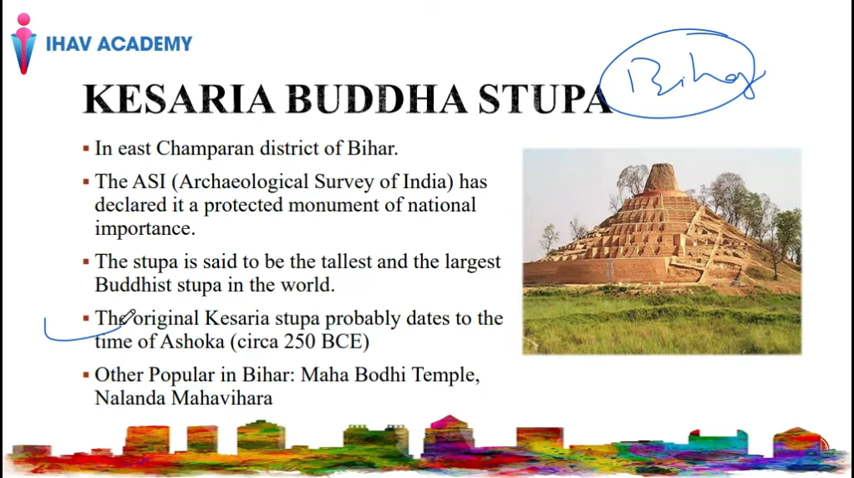 IHAV ACADEMY
KESARIA BUDDHA STUPA
Bihar
▪ In east Champaran district of Bihar.
▪ The ASI (Archaeological Survey of India) has
declared it a protected monument of national
importance.
▪ The stupa is said to be the tallest and the largest
Buddhist stupa in the world.
▪ The original Kesaria stupa probably dates to the
time of Ashoka (circa 250 BCE)
▪ Other Popular in Bihar: Maha Bodhi Temple,
Nalanda Mahavihara